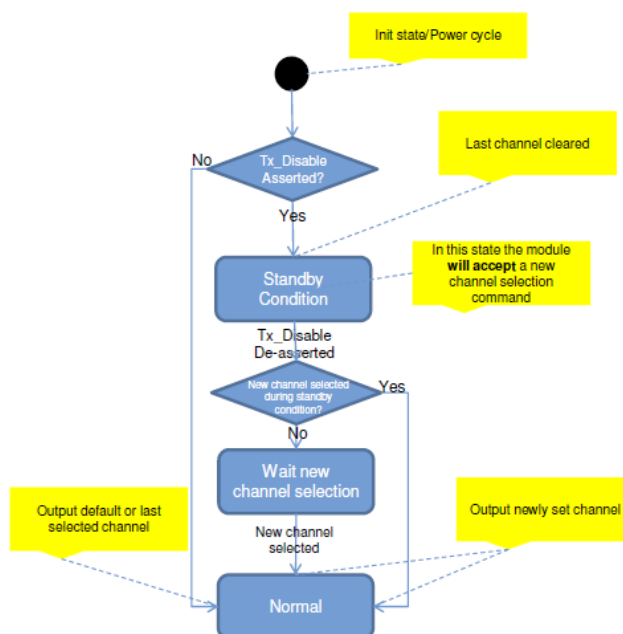 Init state/Power cycle
Last channel cleared
No
Tx_Disable
Asserted?
Yes
In this state the module
will accept a new
channel selection
command
Standby
Condition
Tx_Disable
De-asserted
New channel selected
during standby
condition?
Yes
No
Wait new
channel selection
Output default or last
selected channel
Output newly set channel
New channel
selected
Normal